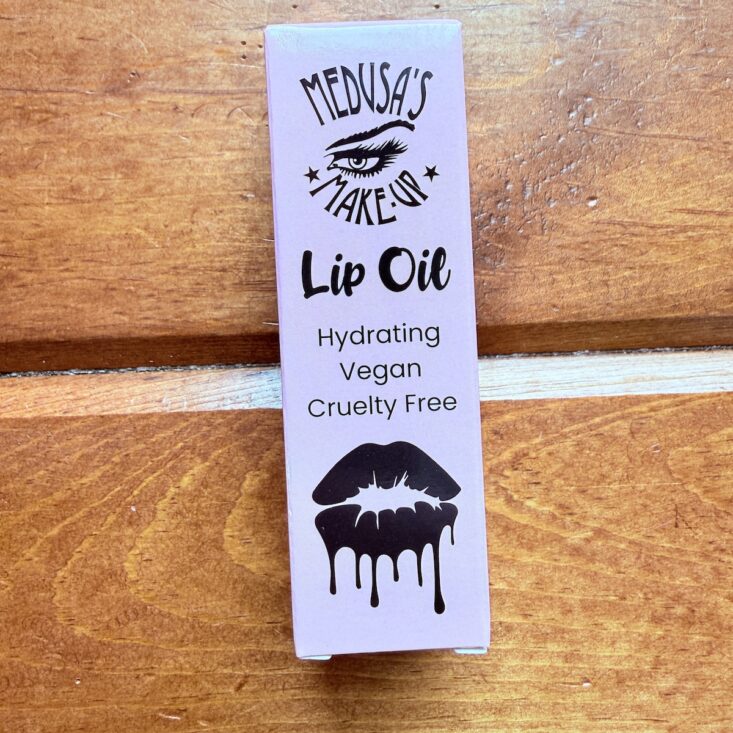 MEDUSA'S
MAKE-UP
Lip Oil
Hydrating
Vegan
Cruelty Free